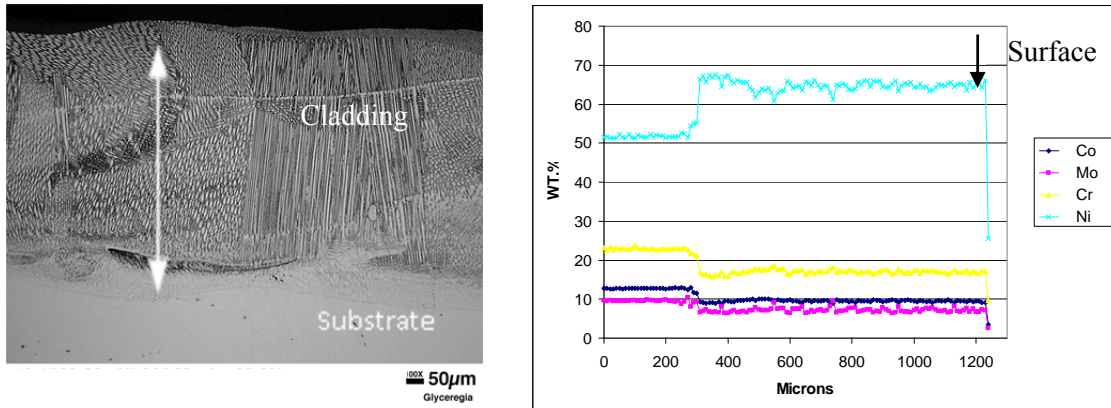 Cladding
Substrate
100X 50µm
Glyceregia
80
70
60
50
40
30
20
10
0
WT.%
0 200 400 600 800 1000 1200
Microns
Surface
Co
Mo
Cr
Ni